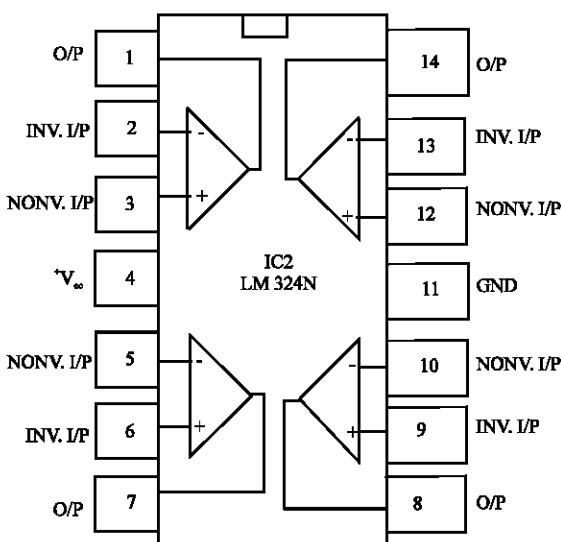 O/P 1 14 O/P
INV. I/P 2 - - 13 INV. I/P
NONV. I/P 3 + + 12 NONV. I/P
IC2
LM 324N
+V∞ 4 11 GND
NONV. I/P 5 - - 10 NONV. I/P
INV. I/P 6 + + 9 INV. I/P
O/P 7 8 O/P